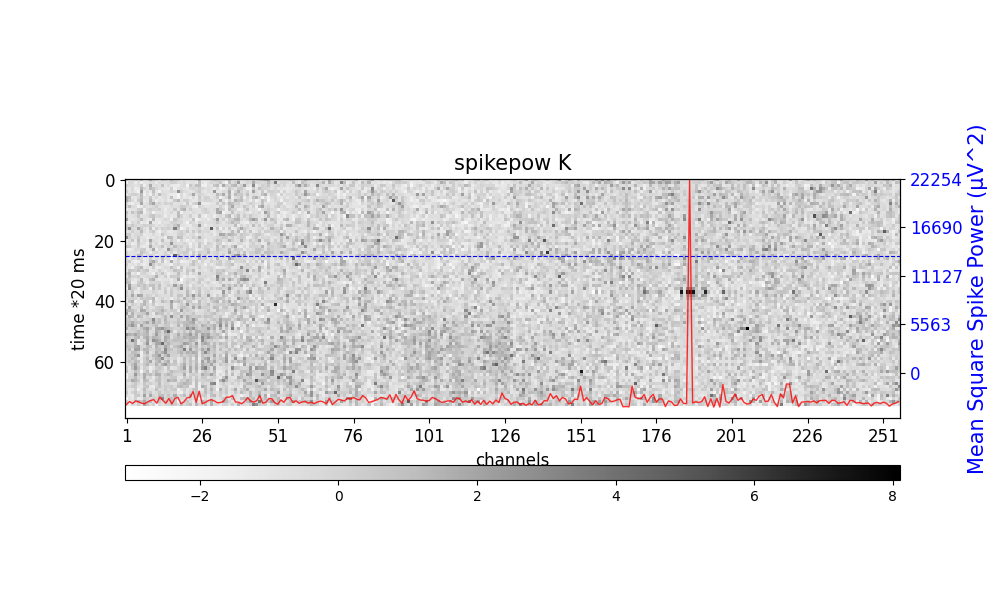 spikepow K
0
20
40
60
time *20 ms
22254
16690
11127
5563
0
Mean Square Spike Power (μV^2)
1 26 51 76 101 126 151 176 201 226 251
channels
−2 0 2 4 6 8